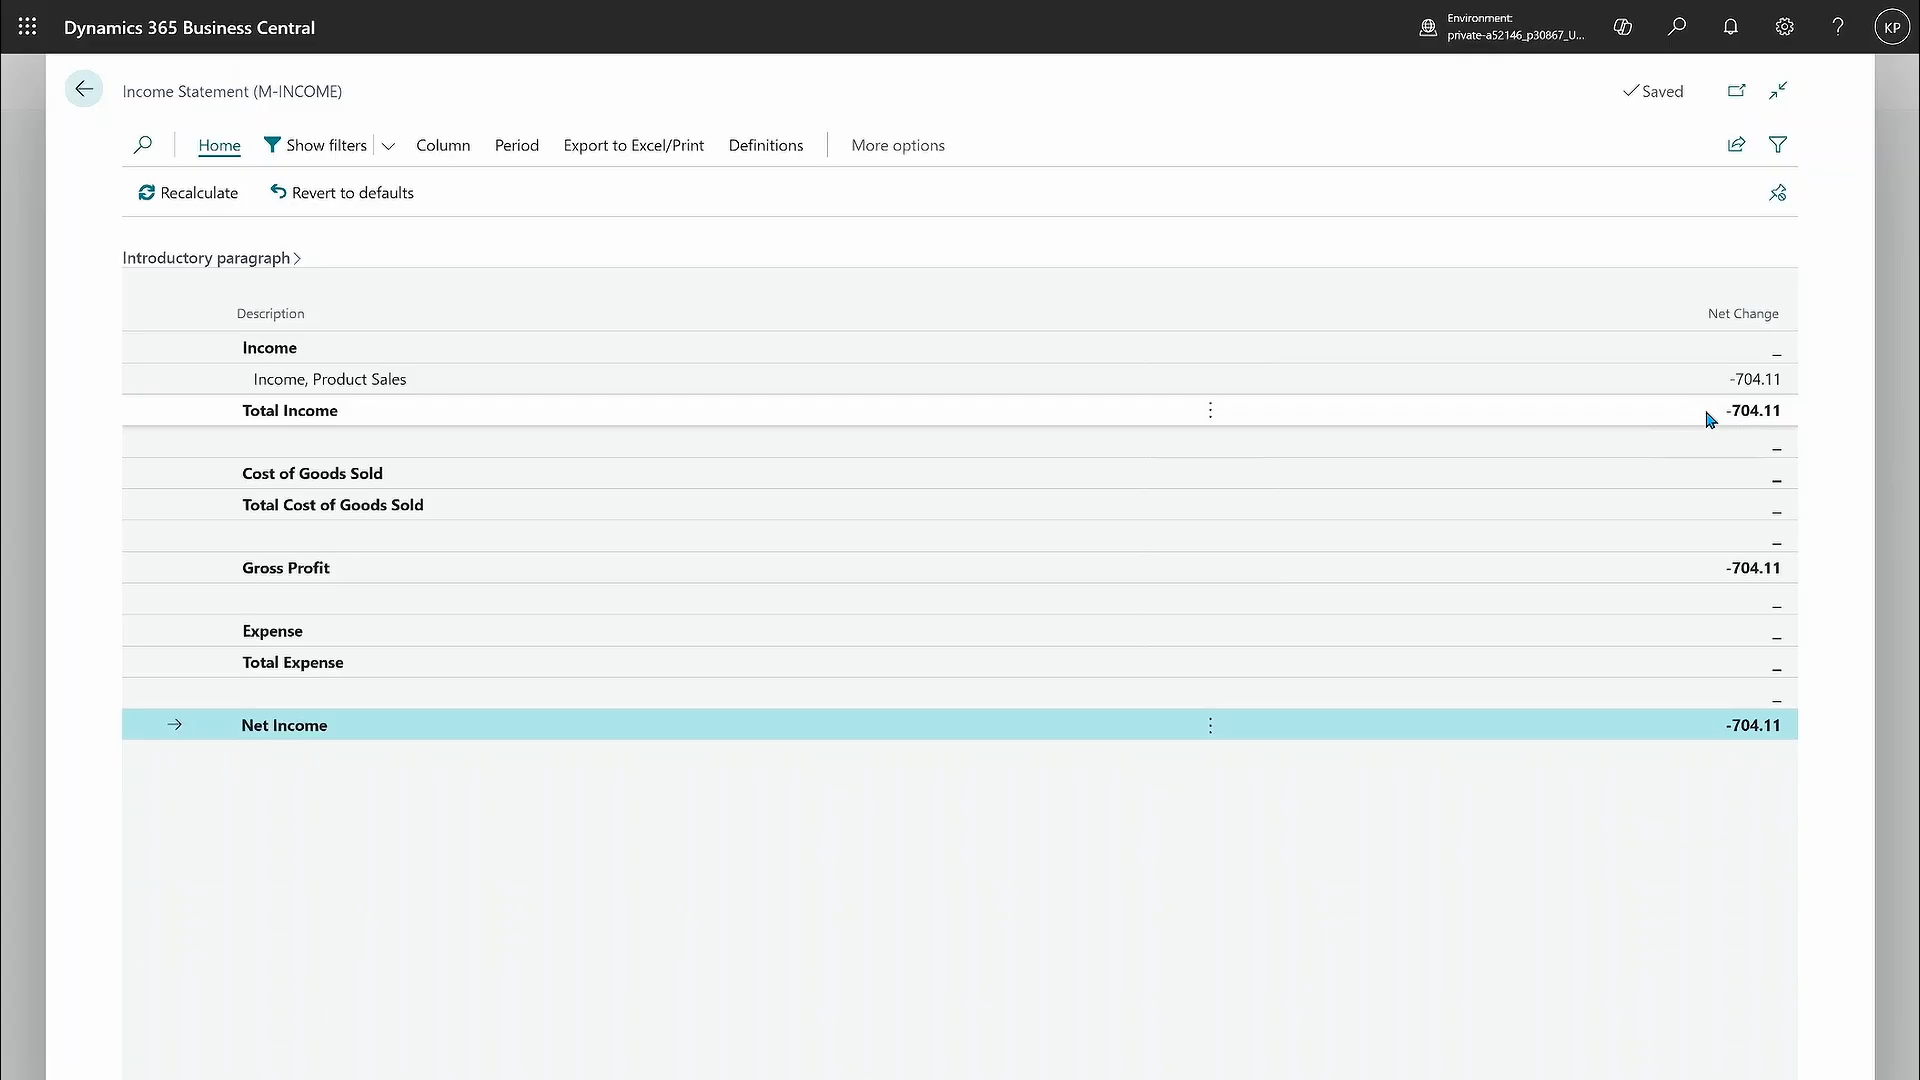 Dynamics 365 Business Central
Environment:
private-a52146_p30867_U...
?
KP
Income Statement (M-INCOME)
Saved
Home
Show filters
Column
Period
Export to Excel/Print
Definitions
More options
Recalculate
Revert to defaults
Introductory paragraph
Description Net Change
Income _
Income, Product Sales -704.11
Total Income -704.11
_
Cost of Goods Sold _
Total Cost of Goods Sold _
_
Gross Profit -704.11
_
Expense _
Total Expense _
_
Net Income -704.11